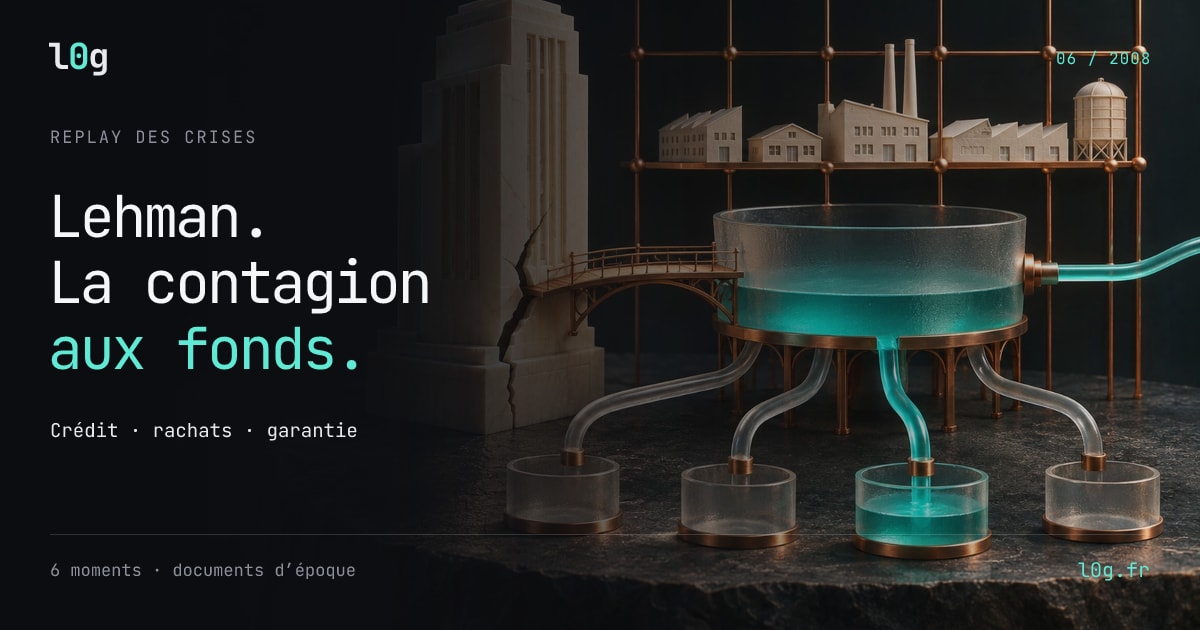 l0g
06 / 2008
REPLAY DES CRISES
Lehman.
La contagion
aux fonds.
Crédit · rachats · garantie
6 moments · documents d’époque
l0g.fr